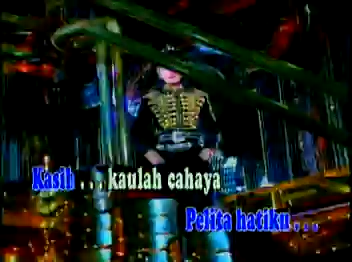 Kasih . . . kaulah cahaya
Pelita hatiku . . .